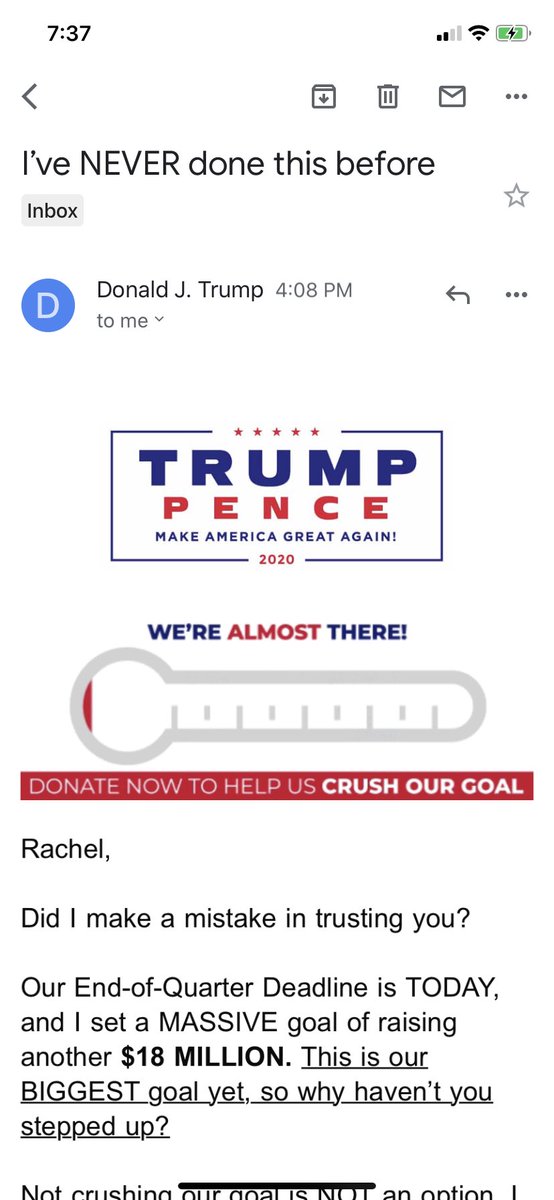 7:37
I've NEVER done this before
Inbox
D
Donald J. Trump 4:08 PM
to me
TRUMP
PENCE
MAKE AMERICA GREAT AGAIN!
2020
WE'RE ALMOST THERE!
DONATE NOW TO HELP US CRUSH OUR GOAL
Rachel,
Did I make a mistake in trusting you?
Our End-of-Quarter Deadline is TODAY,
and I set a MASSIVE goal of raising
another $18 MILLION. This is our
BIGGEST goal yet, so why haven't you
stepped up?
Not crushing our goal is NOT an option. I